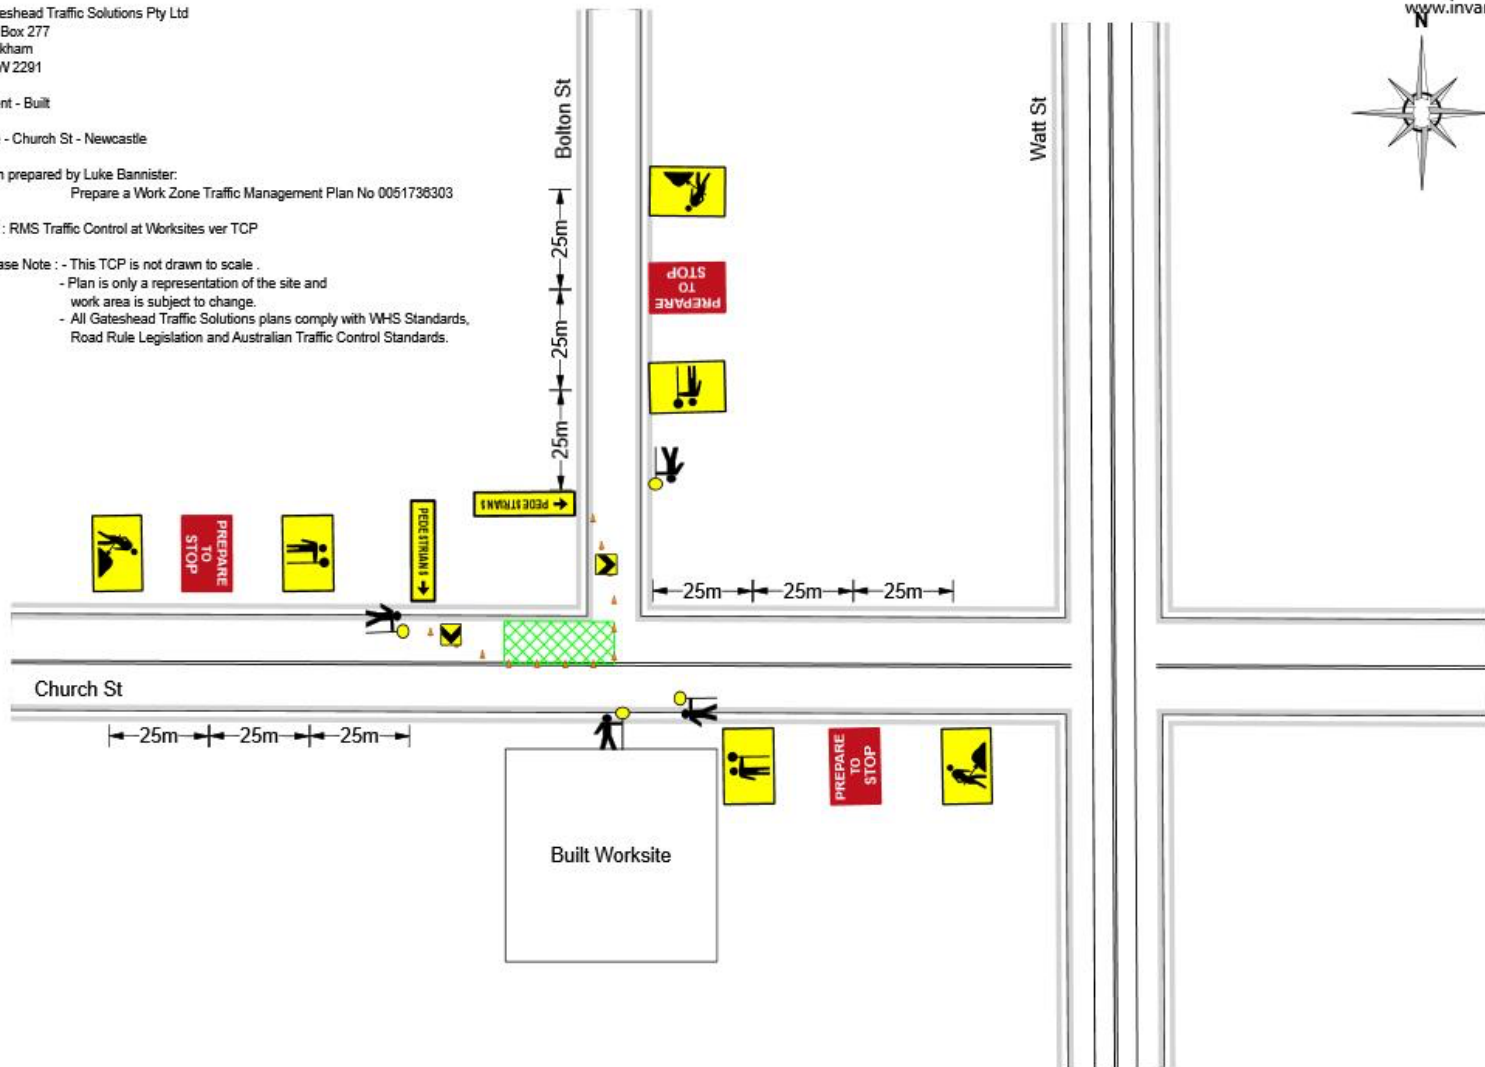 eshead Traffic Solutions Pty Ltd
Box 277
kham
W 2291
nt - Built
- Church St - Newcastle
n prepared by Luke Bannister:
Prepare a Work Zone Traffic Management Plan No 0051736303
: RMS Traffic Control at Worksites ver TCP
ase Note : - This TCP is not drawn to scale .
- Plan is only a representation of the site and
work area is subject to change.
- All Gateshead Traffic Solutions plans comply with WHS Standards,
Road Rule Legislation and Australian Traffic Control Standards.
www.invar
N
Bolton St
Watt St
25m
25m
25m
PREPARE
TO
STOP
PEDESTRIANS
PEDESTRIANS
PREPARE
TO
STOP
25m
25m
25m
Church St
25m
25m
25m
PREPARE
TO
STOP
Built Worksite